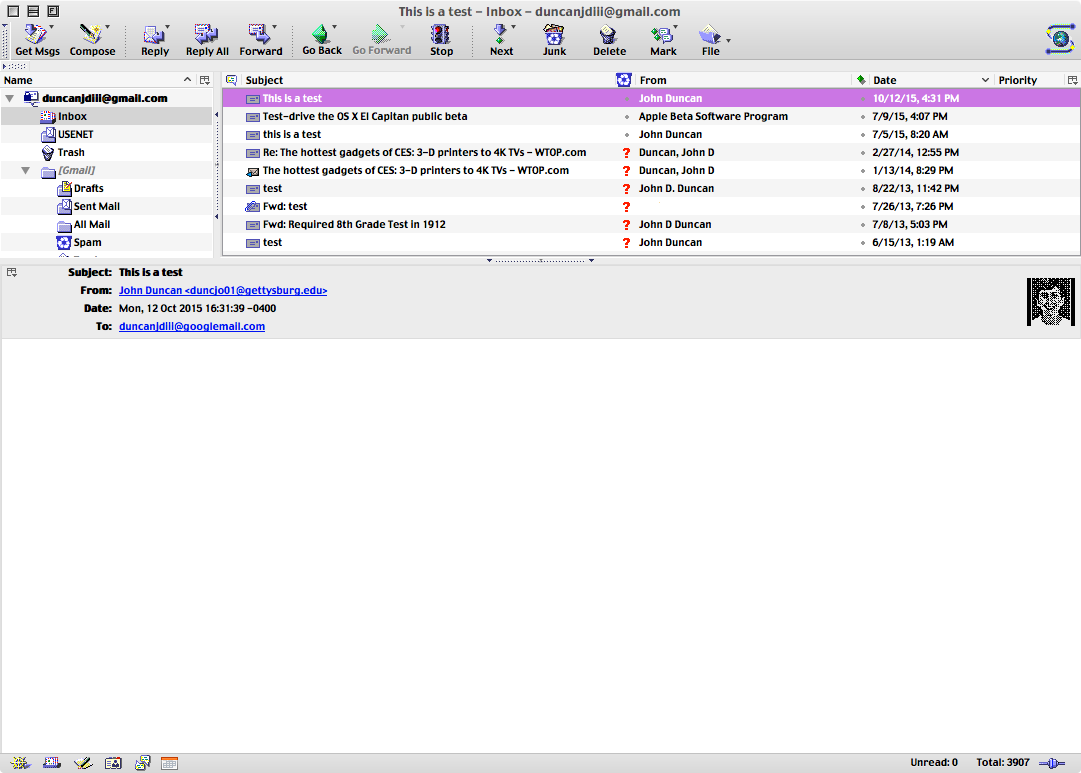 This is a test – Inbox – duncanjdiii@gmail.com
Get Msgs Compose Reply Reply All Forward Go Back Go Forward Stop Next Junk Delete Mark File
Name Subject From Date Priority
duncanjdiii@gmail.com
Inbox
USENET
Trash
[Gmail]
Drafts
Sent Mail
All Mail
Spam
This is a test John Duncan 10/12/15, 4:31 PM
Test-drive the OS X El Capitan public beta Apple Beta Software Program 7/9/15, 4:07 PM
this is a test John Duncan 7/5/15, 8:20 AM
Re: The hottest gadgets of CES: 3-D printers to 4K TVs – WTOP.com ? Duncan, John D 2/27/14, 12:55 PM
The hottest gadgets of CES: 3-D printers to 4K TVs – WTOP.com ? Duncan, John D 1/13/14, 8:29 PM
test ? John D. Duncan 8/22/13, 11:42 PM
Fwd: test ? 7/26/13, 7:26 PM
Fwd: Required 8th Grade Test in 1912 ? John D Duncan 7/8/13, 5:03 PM
test ? John Duncan 6/15/13, 1:19 AM
Subject: This is a test
From: John Duncan <duncjo01@gettysburg.edu>
Date: Mon, 12 Oct 2015 16:31:39 -0400
To: duncanjdiii@googlemail.com
Unread: 0 Total: 3907